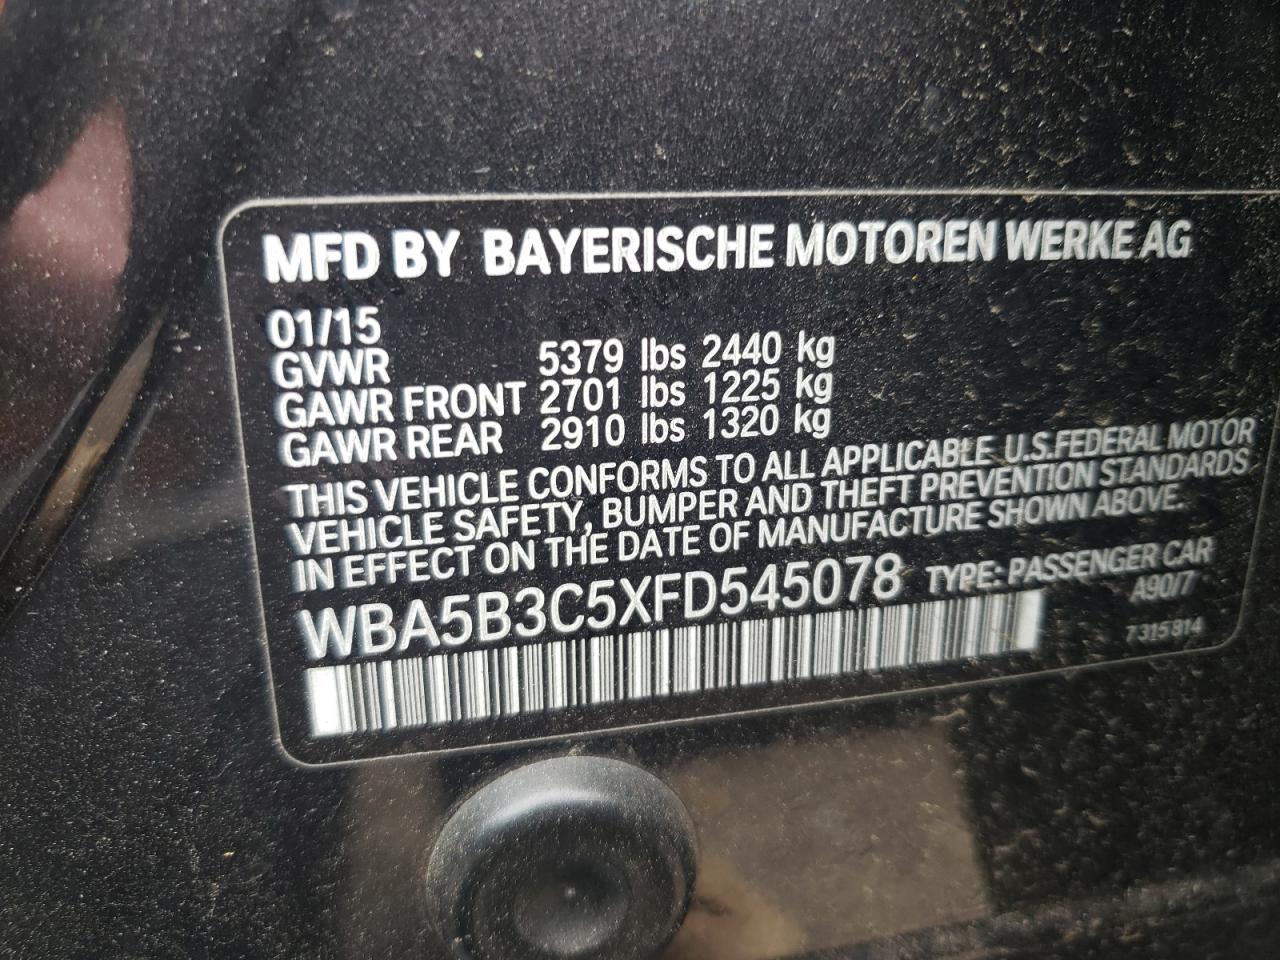 MFD BY BAYERISCHE MOTOREN WERKE AG
01/15
GVWR 5379 lbs 2440 kg
GAWR FRONT 2701 lbs 1225 kg
GAWR REAR 2910 lbs 1320 kg
THIS VEHICLE CONFORMS TO ALL APPLICABLE U.S.FEDERAL MOTOR
VEHICLE SAFETY, BUMPER AND THEFT PREVENTION STANDARDS
IN EFFECT ON THE DATE OF MANUFACTURE SHOWN ABOVE.
WBA5B3C5XFD545078 TYPE: PASSENGER CAR
A90/7
7 315 814